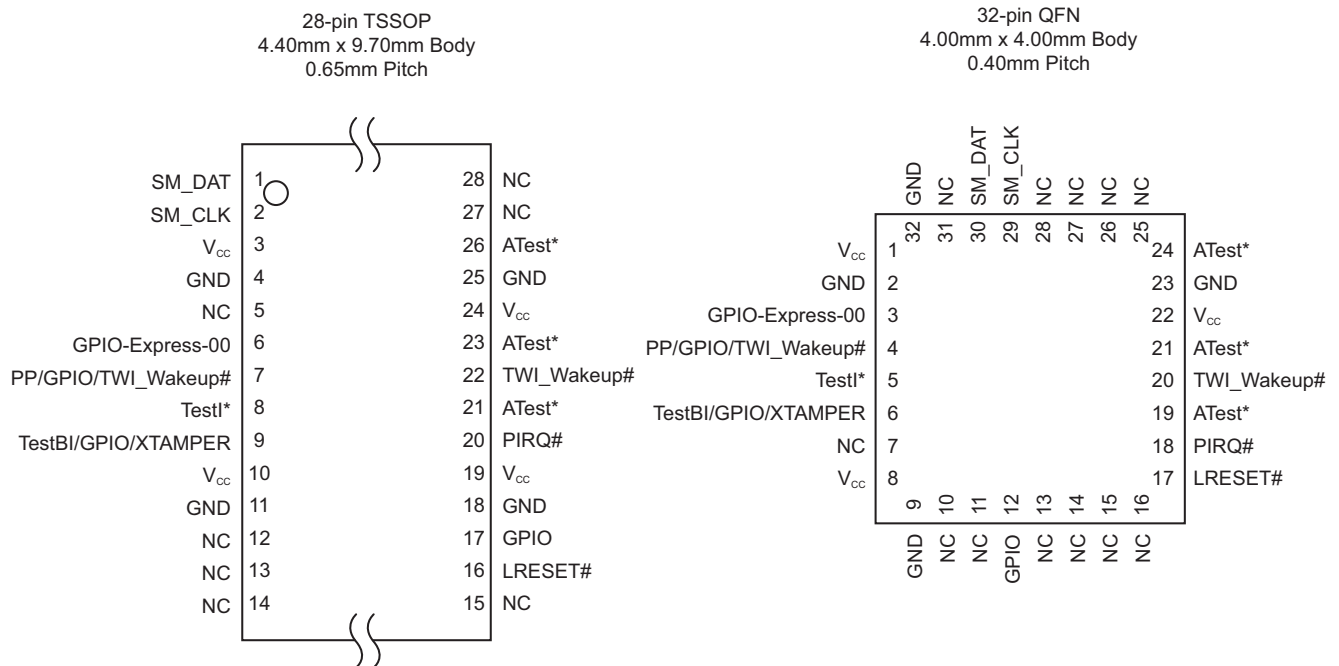 28-pin TSSOP
4.40mm x 9.70mm Body
0.65mm Pitch
SM_DAT 1
SM_CLK 2
Vcc 3
GND 4
NC 5
GPIO-Express-00 6
PP/GPIO/TWI_Wakeup# 7
TestI* 8
TestBI/GPIO/XTAMPER 9
Vcc 10
GND 11
NC 12
NC 13
NC 14
28 NC
27 NC
26 ATest*
25 GND
24 Vcc
23 ATest*
22 TWI_Wakeup#
21 ATest*
20 PIRQ#
19 Vcc
18 GND
17 GPIO
16 LRESET#
15 NC
32-pin QFN
4.00mm x 4.00mm Body
0.40mm Pitch
32 GND
31 NC
30 SM_DAT
29 SM_CLK
28 NC
27 NC
26 NC
25 NC
Vcc 1
GND 2
GPIO-Express-00 3
PP/GPIO/TWI_Wakeup# 4
TestI* 5
TestBI/GPIO/XTAMPER 6
NC 7
Vcc 8
24 ATest*
23 GND
22 Vcc
21 ATest*
20 TWI_Wakeup#
19 ATest*
18 PIRQ#
17 LRESET#
GND 9
NC 10
NC 11
GPIO 12
NC 13
NC 14
NC 15
NC 16